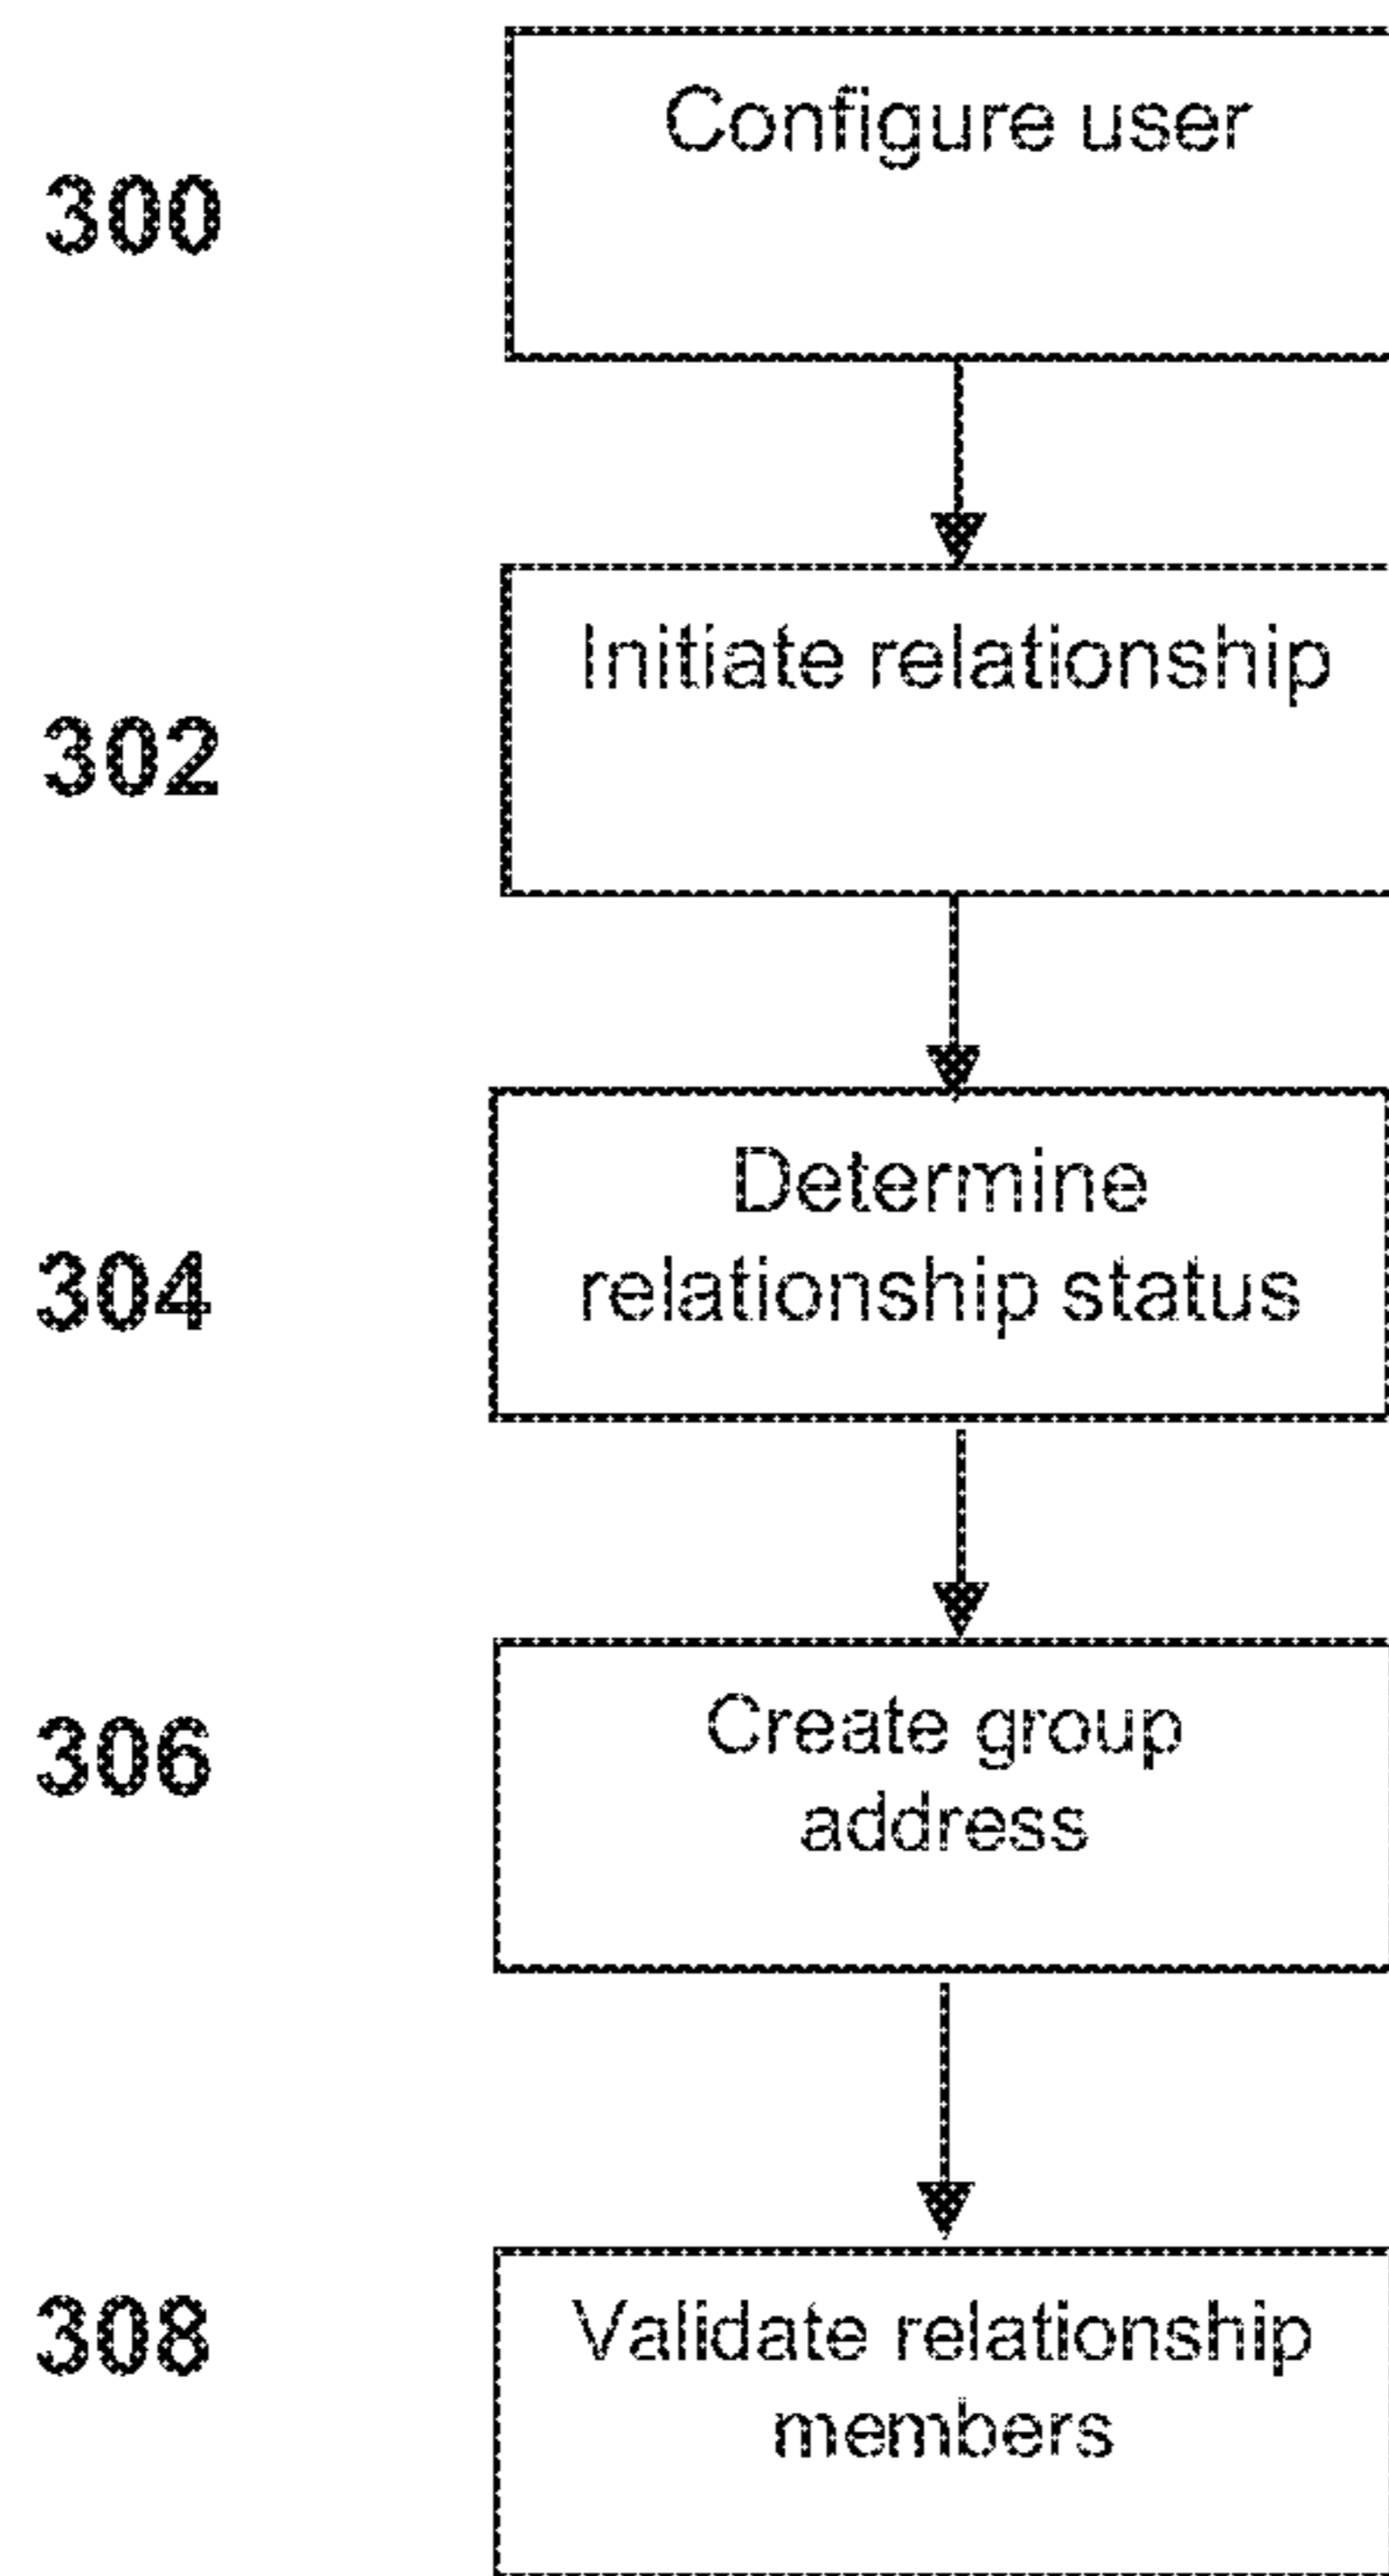 Configure user
300
Initiate relationship
302
Determine
relationship status
304
Create group
address
306
Validate relationship
members
308